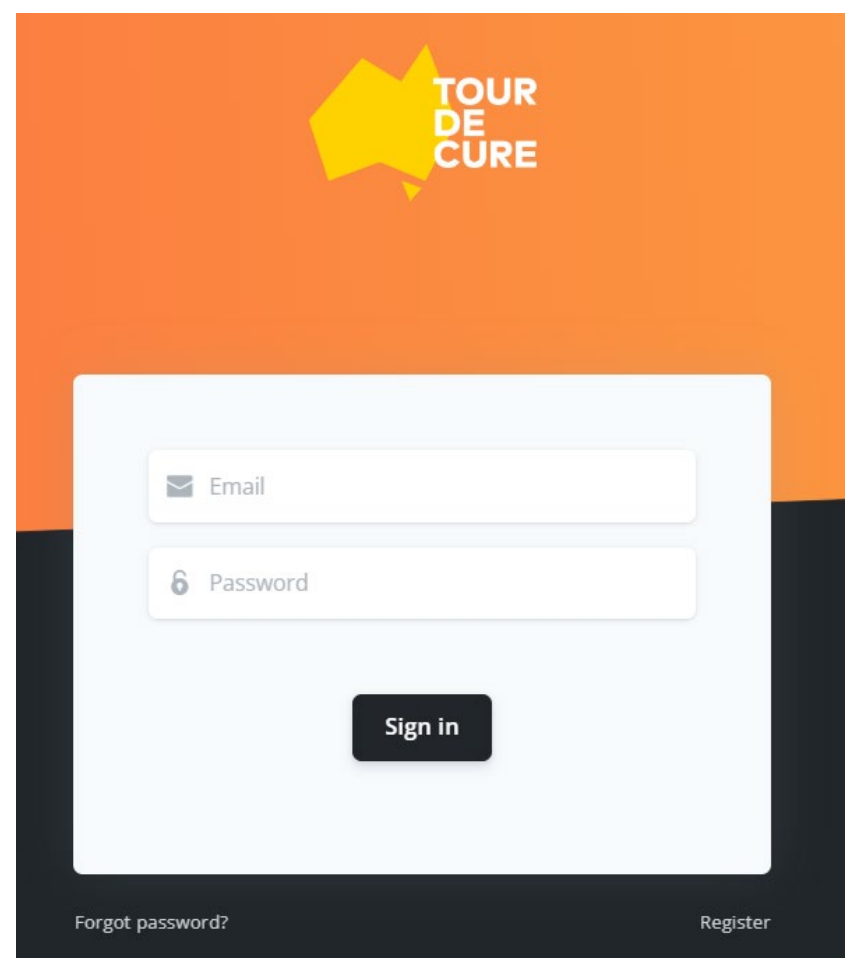 TOUR
DE
CURE
Email
Password
Sign in
Forgot password?
Register